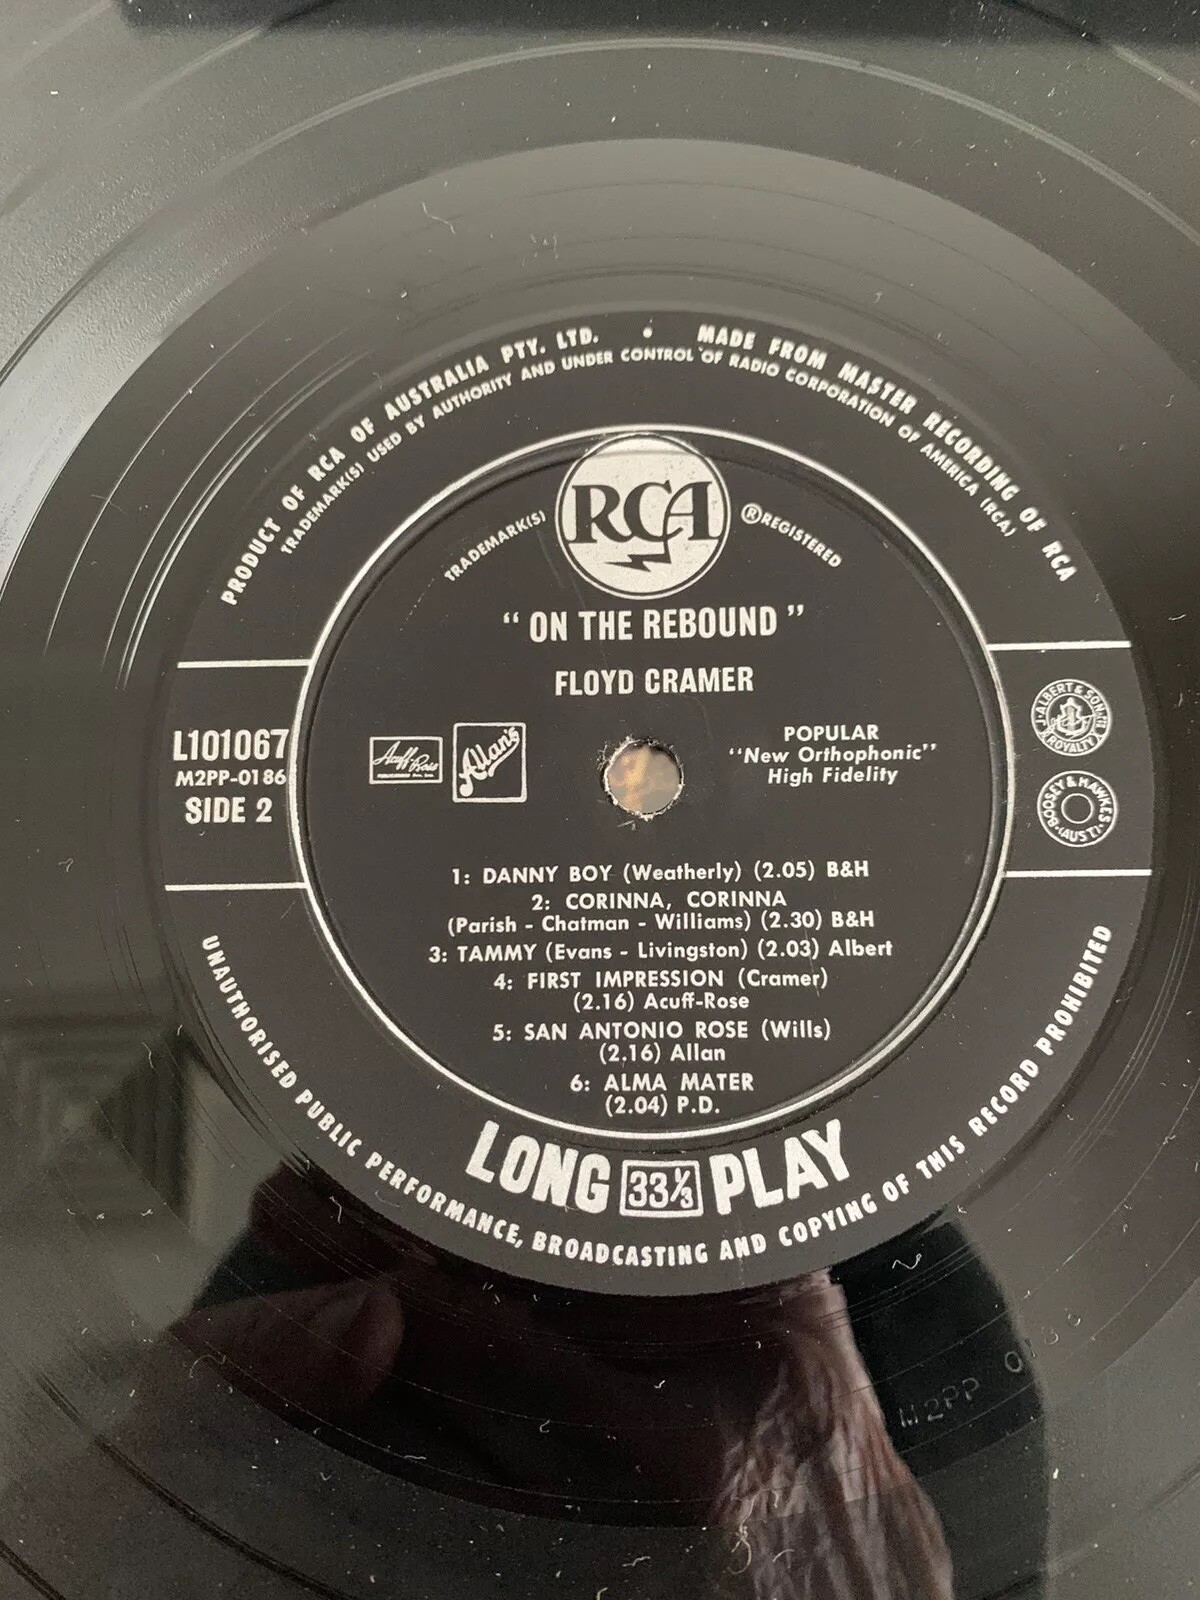 PRODUCT OF RCA OF AUSTRALIA PTY. LTD. • MADE FROM MASTER RECORDING OF RCA
TRADEMARK(S) USED BY AUTHORITY AND UNDER CONTROL OF RADIO CORPORATION OF AMERICA (RCA)
RCA
TRADEMARK(S) ® REGISTERED
"ON THE REBOUND"
FLOYD CRAMER
L101067
M2PP-0186
SIDE 2
Acuff-Rose
Allan's
POPULAR
"New Orthophonic"
High Fidelity
J. ALBERT & SON
ROYALTY
BOOSEY & HAWKES
(AUST)
1: DANNY BOY (Weatherly) (2.05) B&H
2: CORINNA, CORINNA
(Parish - Chatman - Williams) (2.30) B&H
3: TAMMY (Evans - Livingston) (2.03) Albert
4: FIRST IMPRESSION (Cramer)
(2.16) Acuff-Rose
5: SAN ANTONIO ROSE (Wills)
(2.16) Allan
6: ALMA MATER
(2.04) P.D.
LONG 33⅓ PLAY
UNAUTHORISED PUBLIC PERFORMANCE, BROADCASTING AND COPYING OF THIS RECORD PROHIBITED
M2PP 0186